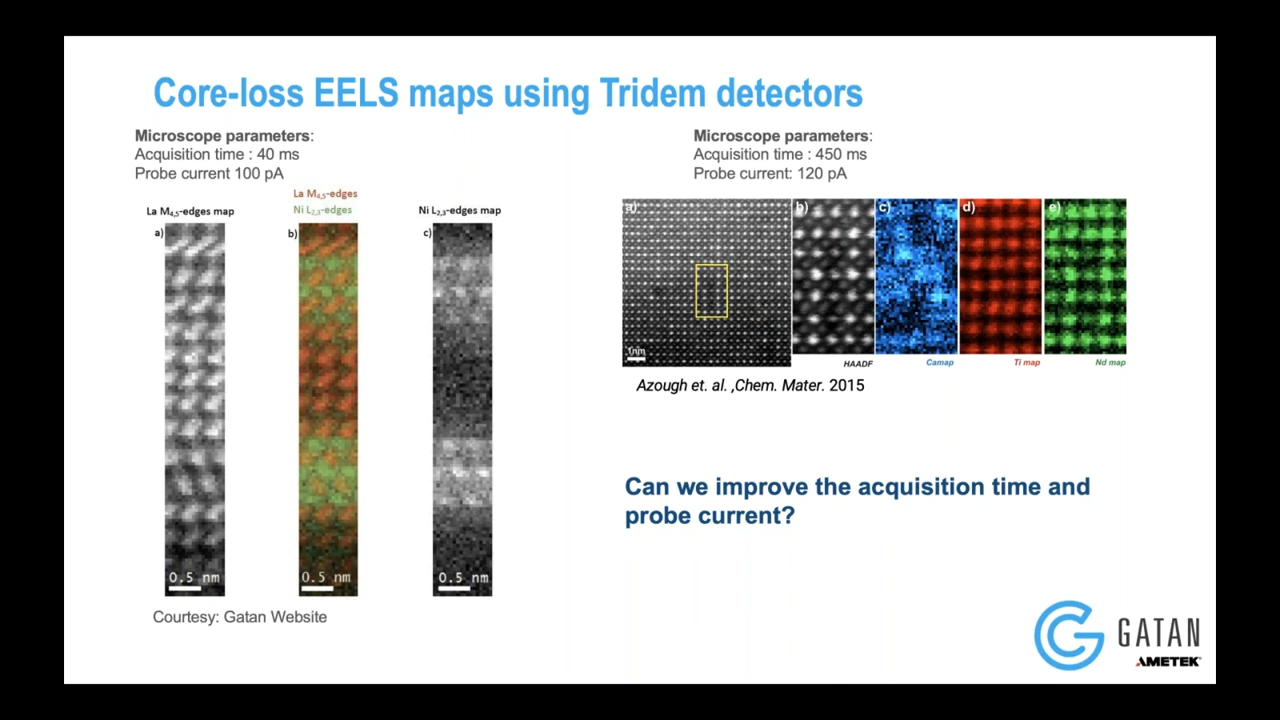 Core-loss EELS maps using Tridem detectors
Microscope parameters:
Acquisition time : 40 ms
Probe current 100 pA
La M4,5-edges map
a)
La M4,5-edges
Ni L2,3-edges
b)
Ni L2,3-edges map
c)
0.5 nm
0.5 nm
0.5 nm
Courtesy: Gatan Website
Microscope parameters:
Acquisition time : 450 ms
Probe current: 120 pA
a)
b)
c)
d)
e)
1nm
HAADF
Camap
Ti map
Nd map
Azough et. al. ,Chem. Mater. 2015
Can we improve the acquisition time and
probe current?
GATAN
AMETEK